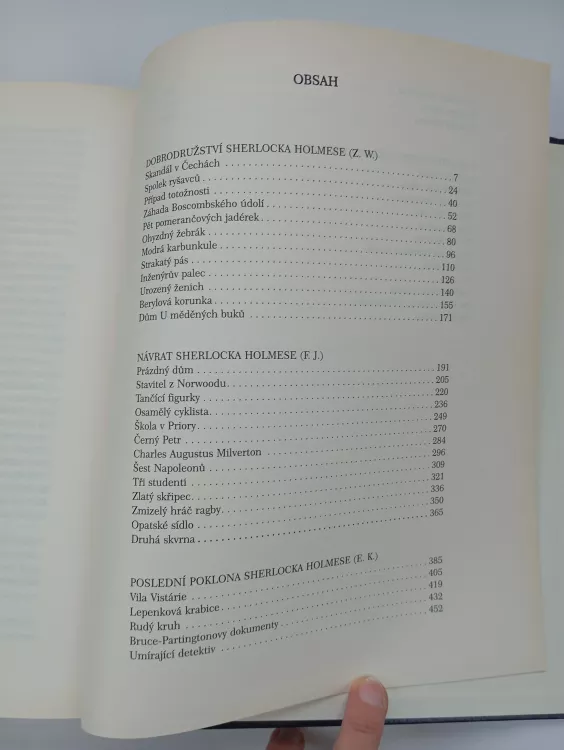 OBSAH
DOBRODRUŽSTVÍ SHERLOCKA HOLMESE (Z. W.)
Skandál v Čechách . . . . . . . . . . 7
Spolek ryšavců . . . . . . . . . . 24
Případ totožnosti . . . . . . . . . . 40
Záhada Boscombského údolí . . . . . . . . . . 52
Pět pomerančových jadérek . . . . . . . . . . 68
Ohyzdný žebrák . . . . . . . . . . 80
Modrá karbunkule . . . . . . . . . . 96
Strakatý pás . . . . . . . . . . 110
Inženýrův palec . . . . . . . . . . 126
Urozený ženich . . . . . . . . . . 140
Berylová korunka . . . . . . . . . . 155
Dům U měděných buků . . . . . . . . . . 171
NÁVRAT SHERLOCKA HOLMESE (F. J.)
Prázdný dům . . . . . . . . . . 191
Stavitel z Norwoodu . . . . . . . . . . 205
Tančící figurky . . . . . . . . . . 220
Osamělý cyklista . . . . . . . . . . 236
Škola v Priory . . . . . . . . . . 249
Černý Petr . . . . . . . . . . 270
Charles Augustus Milverton . . . . . . . . . . 284
Šest Napoleonů . . . . . . . . . . 296
Tři studenti . . . . . . . . . . 309
Zlatý skřipec . . . . . . . . . . 321
Zmizelý hráč ragby . . . . . . . . . . 336
Opatské sídlo . . . . . . . . . . 350
Druhá skvrna . . . . . . . . . . 365
POSLEDNÍ POKLONA SHERLOCKA HOLMESE (E. K.)
Vila Vistárie . . . . . . . . . . 385
Lepenková krabice . . . . . . . . . . 405
Rudý kruh . . . . . . . . . . 419
Bruce-Partingtonovy dokumenty . . . . . . . . . . 432
Umírající detektiv . . . . . . . . . . 452